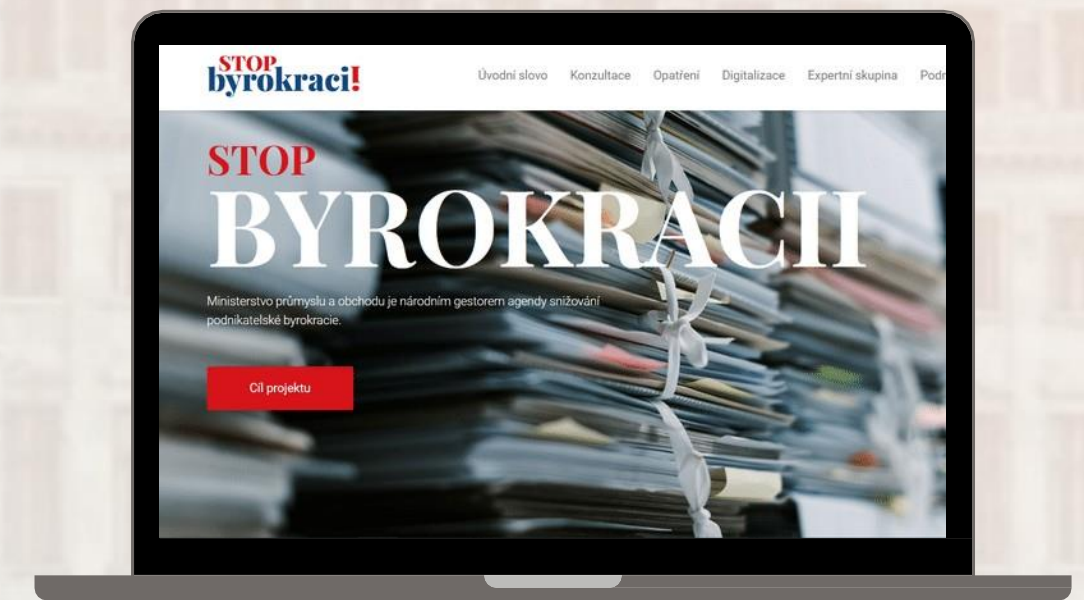 STOP
byrokraci!
Úvodní slovo Konzultace Opatření Digitalizace Expertní skupina Podr
STOP
BYROKRACII
Ministerstvo průmyslu a obchodu je národním gestorem agendy snižování
podnikatelské byrokracie.
Cíl projektu